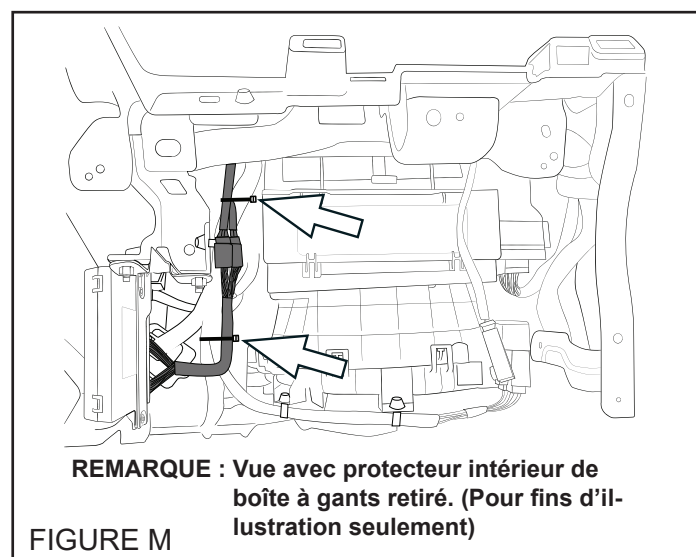 REMARQUE : Vue avec protecteur intérieur de
boîte à gants retiré. (Pour fins d'il-
lustration seulement)
FIGURE M